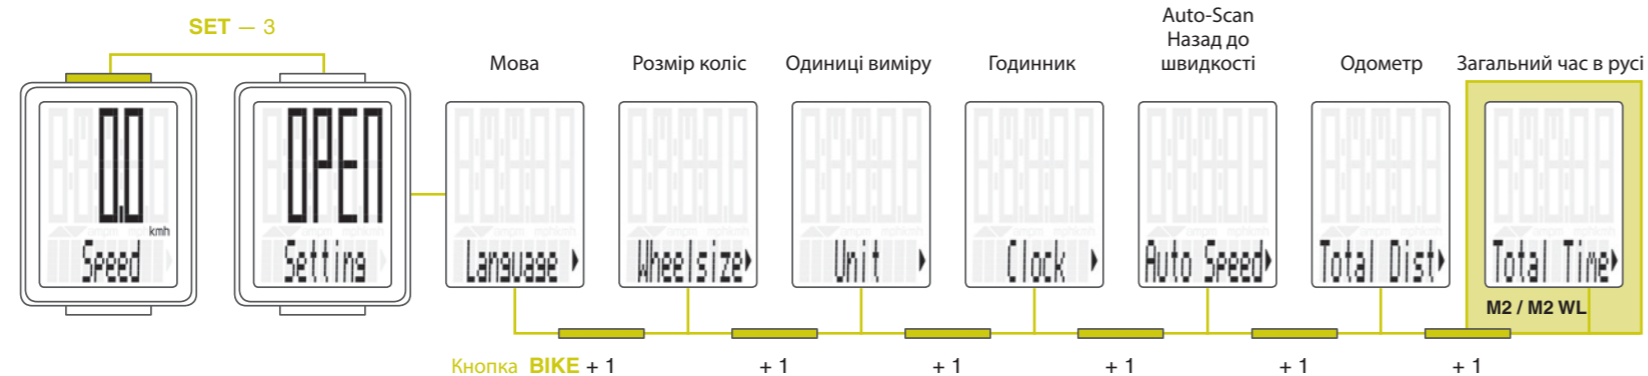 SET — 3
Мова
Розмір коліс
Одиниці виміру
Годинник
Auto-Scan
Назад до
швидкості
Одометр
Загальний час в русі
0.0
kmh
Speed
OPEN
Setting
Language
Wheelsize
Unit
Clock
Auto Speed
Total Dist
Total Time
M2 / M2 WL
Кнопка BIKE + 1
+ 1
+ 1
+ 1
+ 1
+ 1